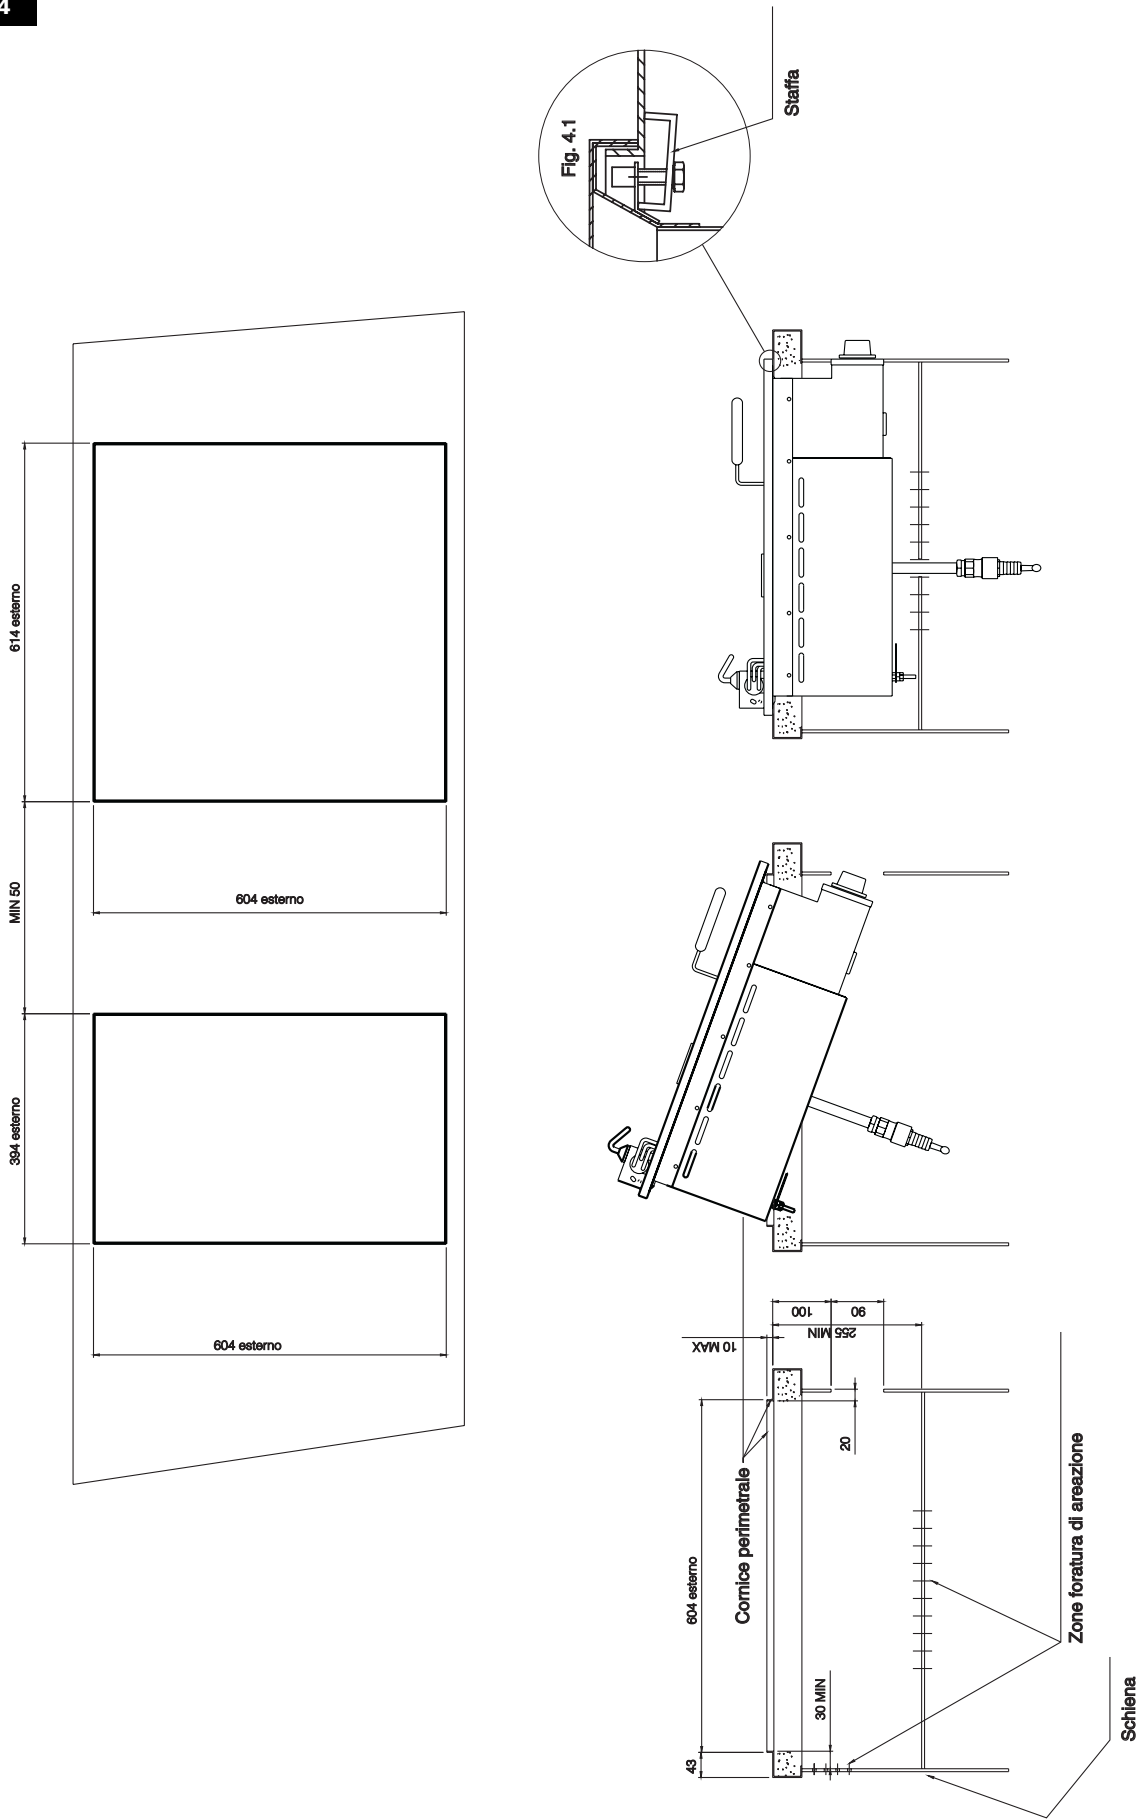 4
614 esterno
MIN 50
394 esterno
604 esterno
604 esterno
Fig. 4.1
Staffa
10 MAX
255 MIN
100
90
20
604 esterno
43
30 MIN
Cornice perimetrale
Zone foratura di areazione
Schiena